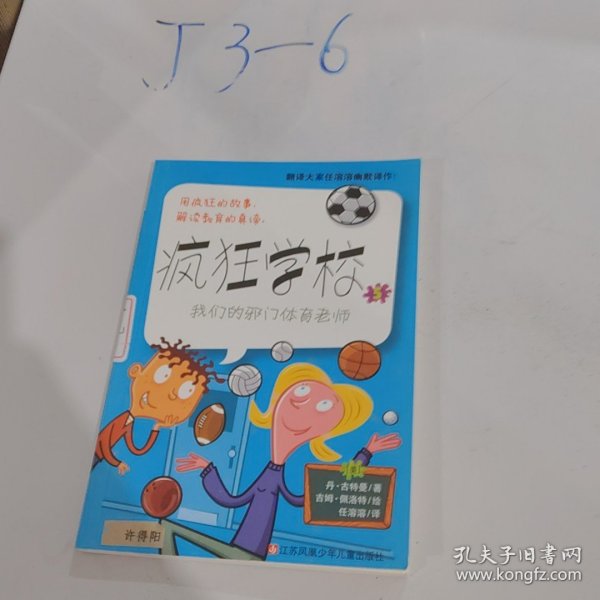 J3-6
翻译大家任溶溶幽默译作!
用疯狂的故事,
解读教育的真谛。
疯狂学校
5
我们的邪门体育老师
丹·古特曼/著
吉姆·佩洛特/绘
任溶溶/译
许得阳
江苏凤凰少年儿童出版社
孔夫子旧书网
www.kongfz.com